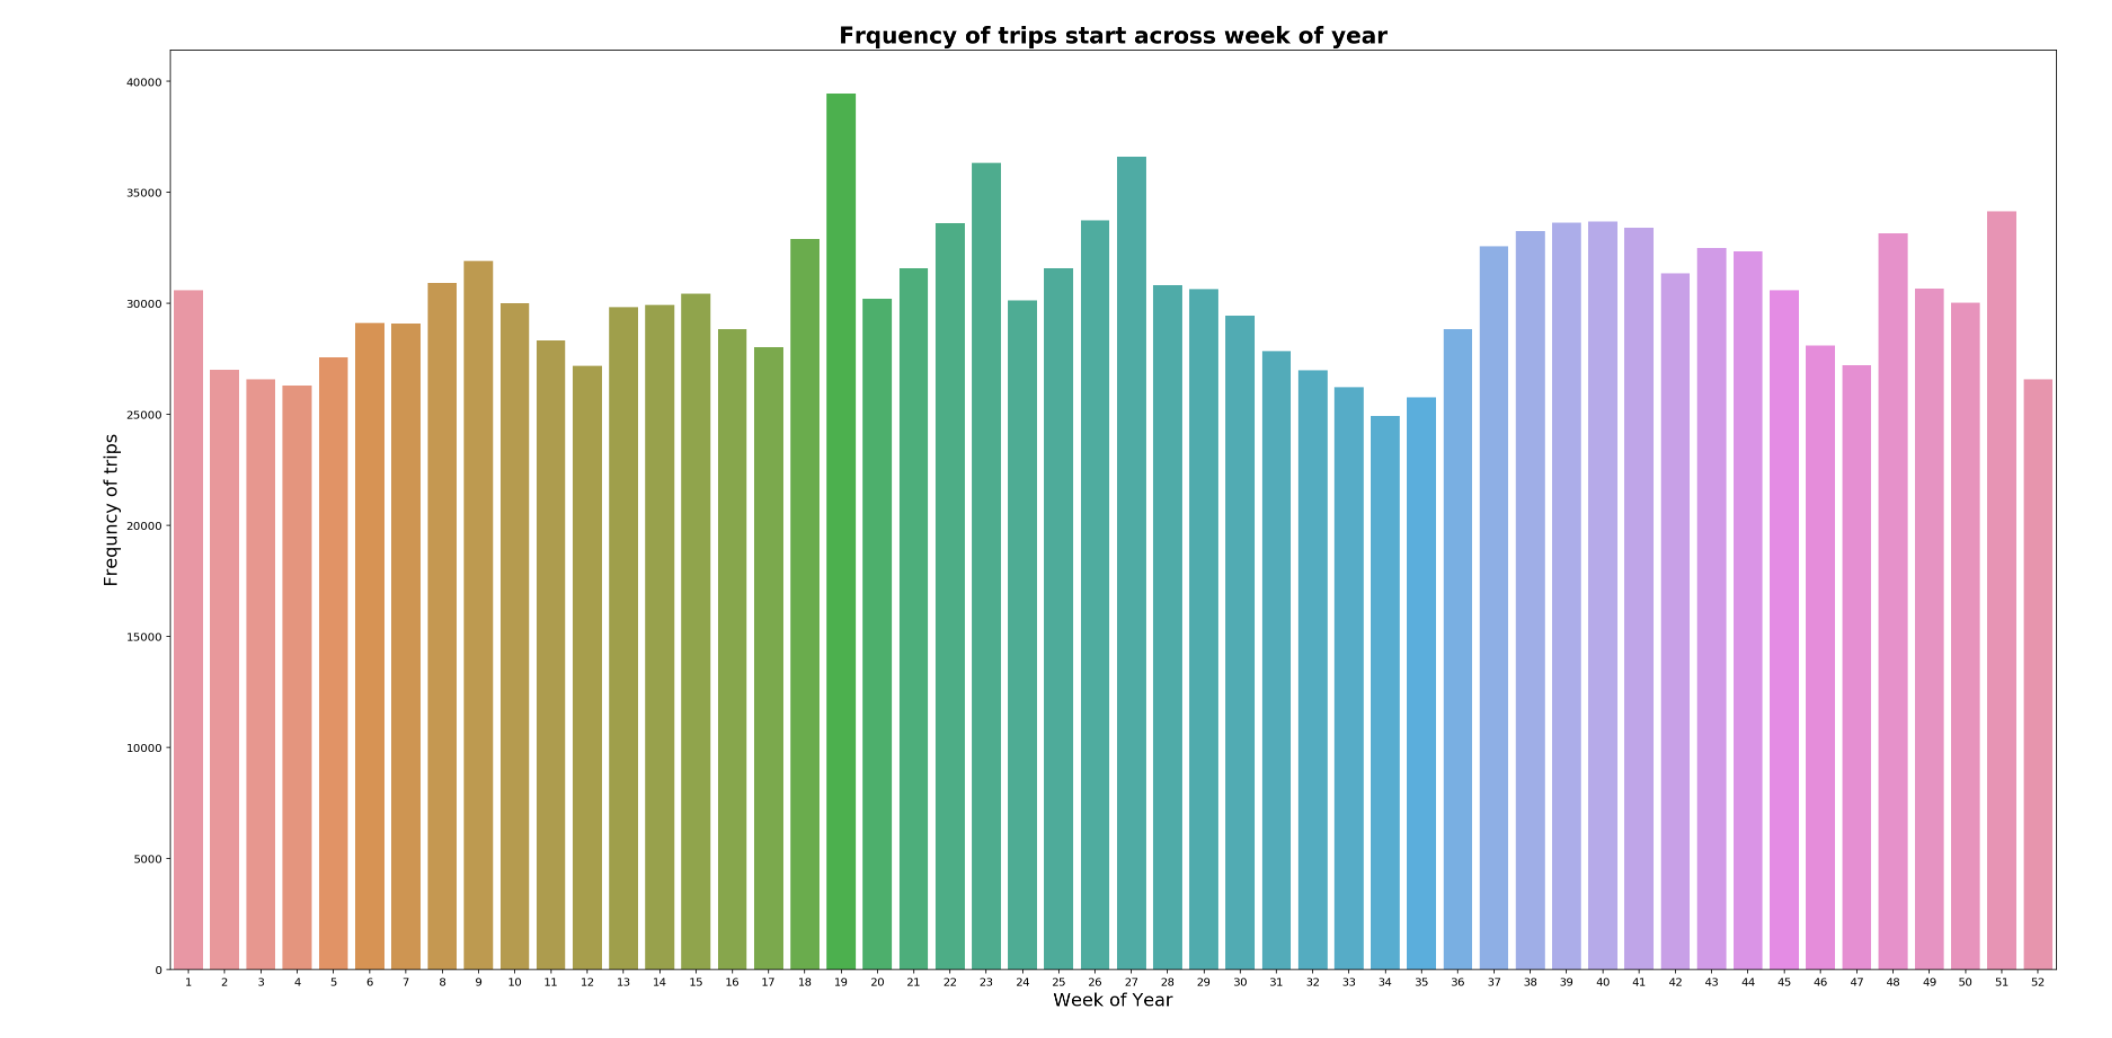 Frquency of trips start across week of year
40000
35000
30000
25000
20000
15000
10000
5000
0
Frequncy of trips
1 2 3 4 5 6 7 8 9 10 11 12 13 14 15 16 17 18 19 20 21 22 23 24 25 26 27 28 29 30 31 32 33 34 35 36 37 38 39 40 41 42 43 44 45 46 47 48 49 50 51 52
Week of Year